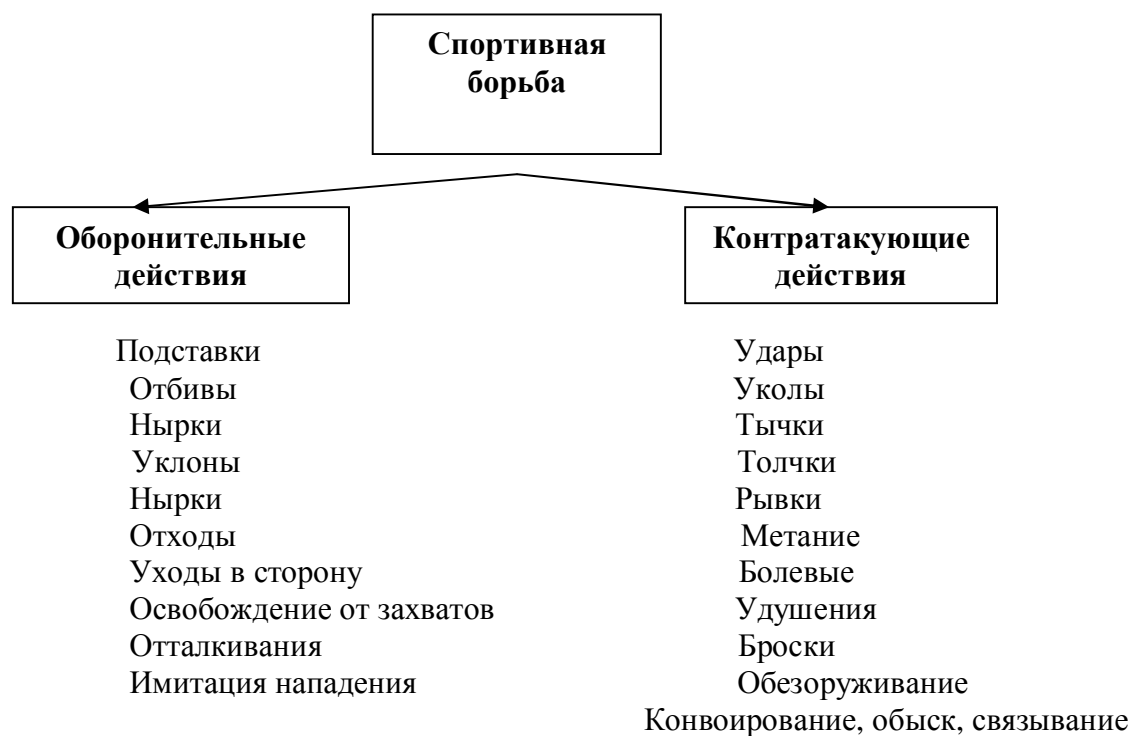 Спортивная
борьба
Оборонительные
действия
Контратакующие
действия
Подставки
Отбивы
Нырки
Уклоны
Нырки
Отходы
Уходы в сторону
Освобождение от захватов
Отталкивания
Имитация нападения
Удары
Уколы
Тычки
Толчки
Рывки
Метание
Болевые
Удушения
Броски
Обезоруживание
Конвоирование, обыск, связывание